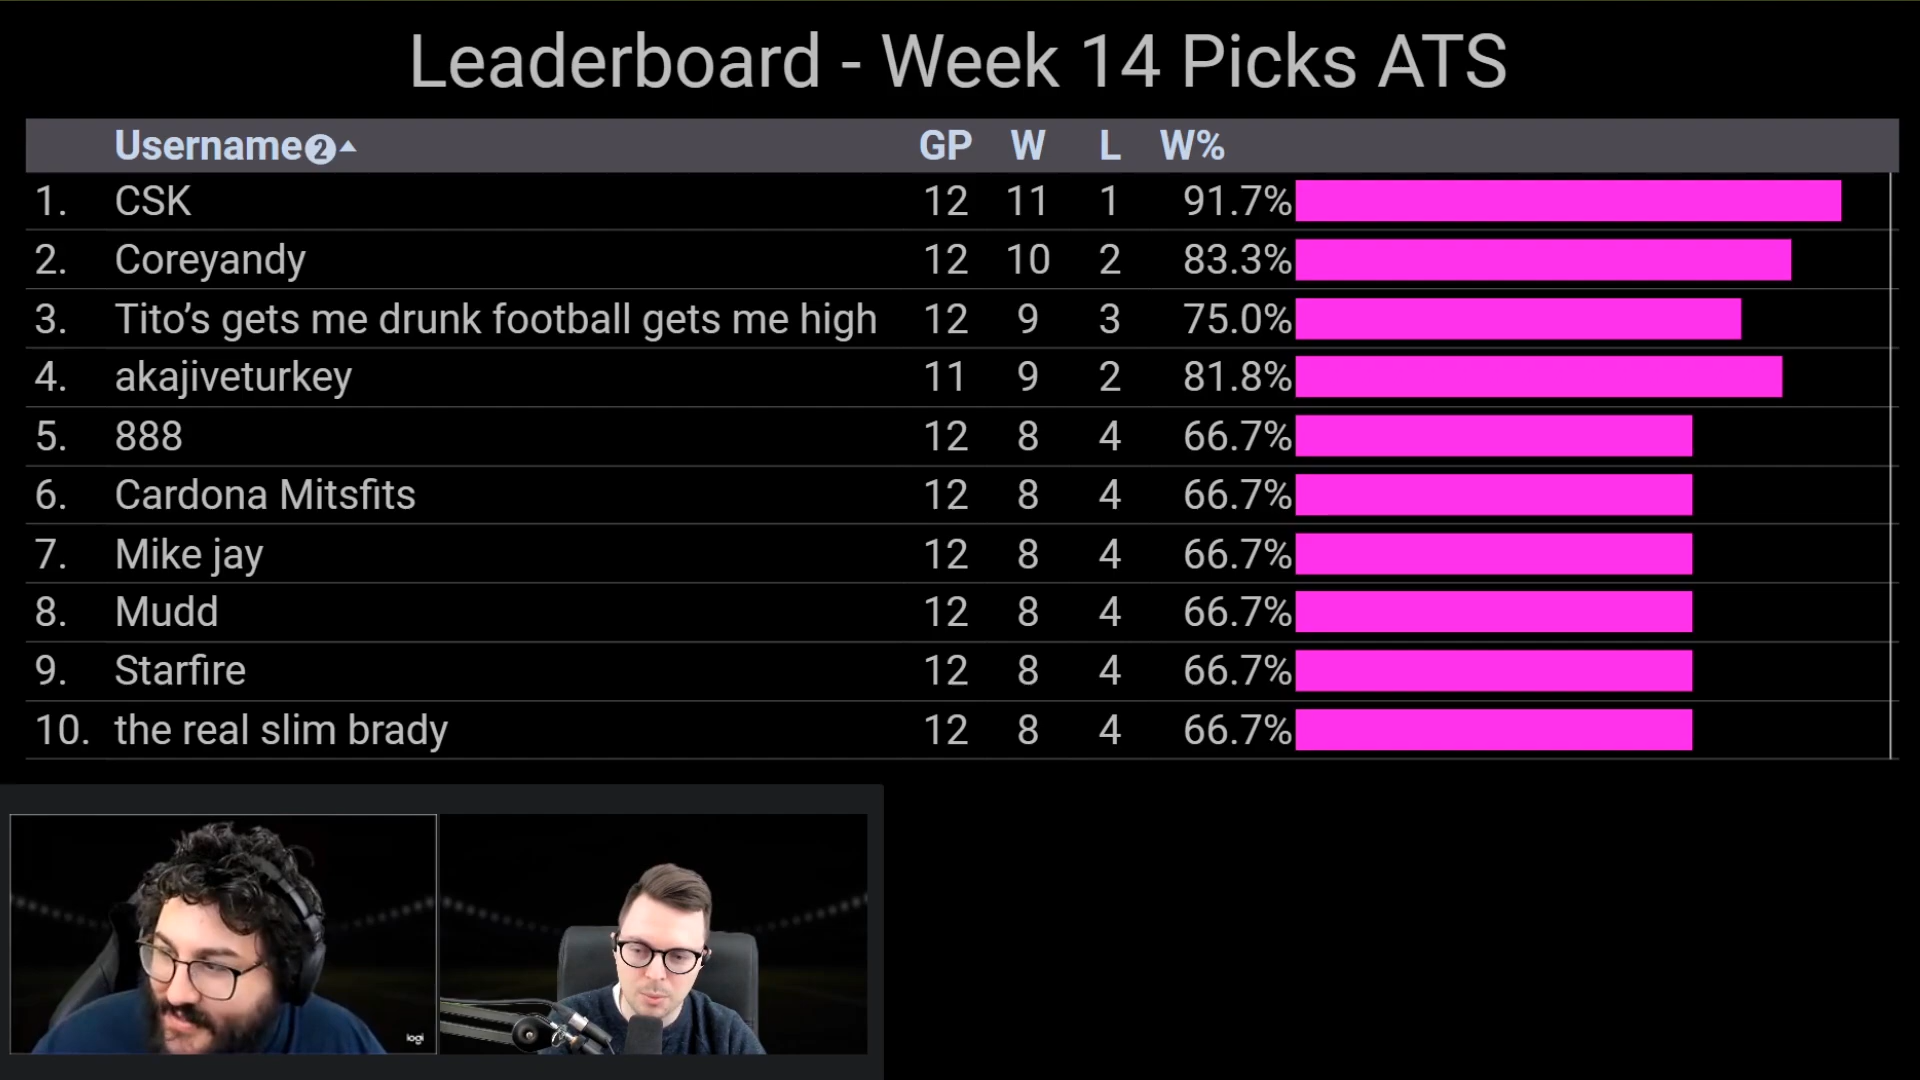 Leaderboard - Week 14 Picks ATS
Username 2 GP W L W%
1. CSK 12 11 1 91.7%
2. Coreyandy 12 10 2 83.3%
3. Tito’s gets me drunk football gets me high 12 9 3 75.0%
4. akajiveturkey 11 9 2 81.8%
5. 888 12 8 4 66.7%
6. Cardona Mitsfits 12 8 4 66.7%
7. Mike jay 12 8 4 66.7%
8. Mudd 12 8 4 66.7%
9. Starfire 12 8 4 66.7%
10. the real slim brady 12 8 4 66.7%
logi